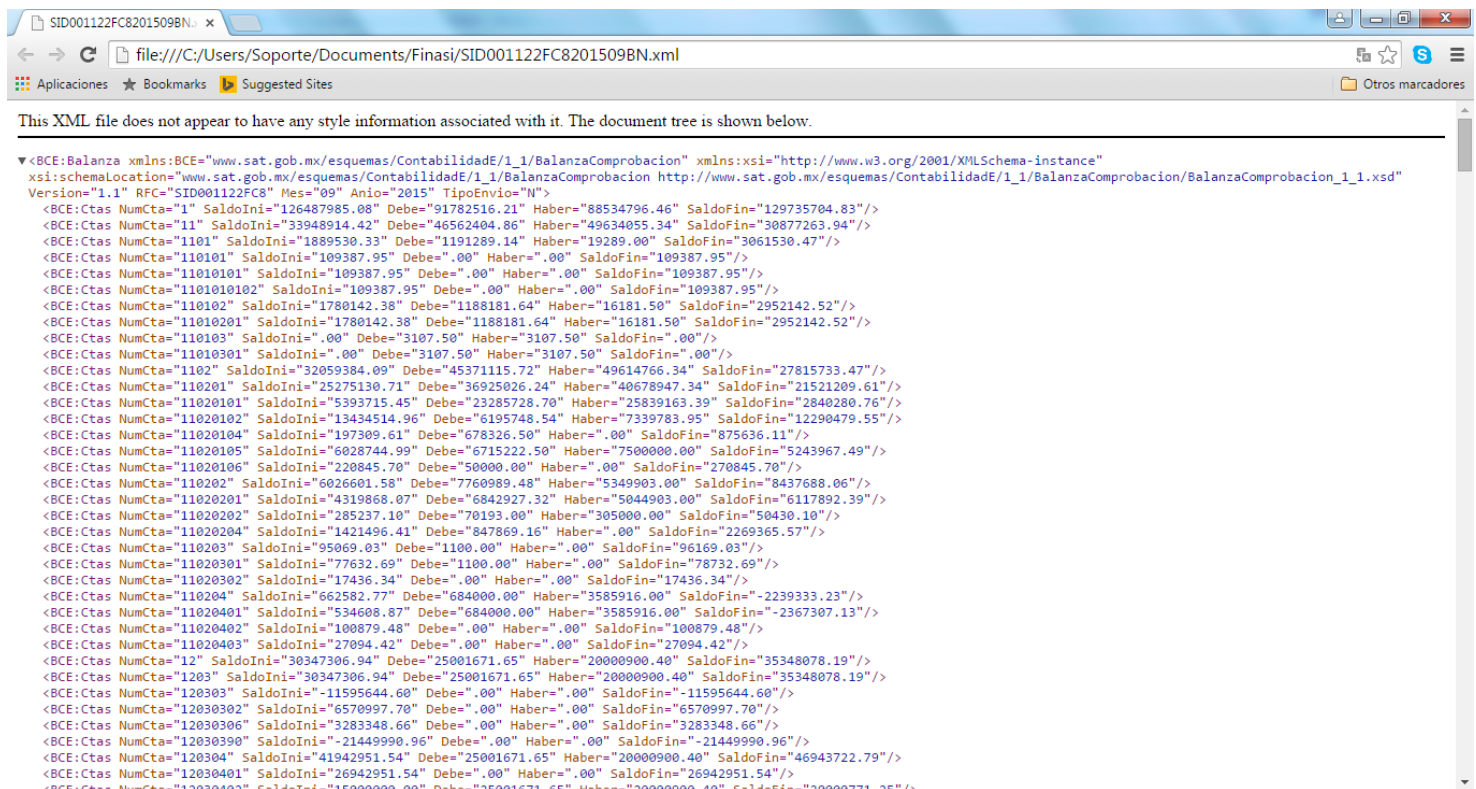 SID001122FC8201509BN.
file:///C:/Users/Soporte/Documents/Finasi/SID001122FC8201509BN.xml
Aplicaciones Bookmarks Suggested Sites Otros marcadores
This XML file does not appear to have any style information associated with it. The document tree is shown below.
▼<BCE:Balanza xmlns:BCE="www.sat.gob.mx/esquemas/ContabilidadE/1_1/BalanzaComprobacion" xmlns:xsi="http://www.w3.org/2001/XMLSchema-instance"
xsi:schemaLocation="www.sat.gob.mx/esquemas/ContabilidadE/1_1/BalanzaComprobacion http://www.sat.gob.mx/esquemas/ContabilidadE/1_1/BalanzaComprobacion/BalanzaComprobacion_1_1.xsd"
Version="1.1" RFC="SID001122FC8" Mes="09" Anio="2015" TipoEnvio="N">
<BCE:Ctas NumCta="1" SaldoIni="126487985.08" Debe="91782516.21" Haber="88534796.46" SaldoFin="129735704.83"/>
<BCE:Ctas NumCta="11" SaldoIni="33948914.42" Debe="46562404.86" Haber="49634055.34" SaldoFin="30877263.94"/>
<BCE:Ctas NumCta="1101" SaldoIni="1889530.33" Debe="1191289.14" Haber="19289.00" SaldoFin="3061530.47"/>
<BCE:Ctas NumCta="110101" SaldoIni="109387.95" Debe=".00" Haber=".00" SaldoFin="109387.95"/>
<BCE:Ctas NumCta="11010101" SaldoIni="109387.95" Debe=".00" Haber=".00" SaldoFin="109387.95"/>
<BCE:Ctas NumCta="1101010102" SaldoIni="109387.95" Debe=".00" Haber=".00" SaldoFin="109387.95"/>
<BCE:Ctas NumCta="110102" SaldoIni="1780142.38" Debe="1188181.64" Haber="16181.50" SaldoFin="2952142.52"/>
<BCE:Ctas NumCta="11010201" SaldoIni="1780142.38" Debe="1188181.64" Haber="16181.50" SaldoFin="2952142.52"/>
<BCE:Ctas NumCta="110103" SaldoIni=".00" Debe="3107.50" Haber="3107.50" SaldoFin=".00"/>
<BCE:Ctas NumCta="11010301" SaldoIni=".00" Debe="3107.50" Haber="3107.50" SaldoFin=".00"/>
<BCE:Ctas NumCta="1102" SaldoIni="32059384.09" Debe="45371115.72" Haber="49614766.34" SaldoFin="27815733.47"/>
<BCE:Ctas NumCta="110201" SaldoIni="25275130.71" Debe="36925026.24" Haber="40678947.34" SaldoFin="21521209.61"/>
<BCE:Ctas NumCta="11020101" SaldoIni="5393715.45" Debe="23285728.70" Haber="25839163.39" SaldoFin="2840280.76"/>
<BCE:Ctas NumCta="11020102" SaldoIni="13434514.96" Debe="6195748.54" Haber="7339783.95" SaldoFin="12290479.55"/>
<BCE:Ctas NumCta="11020104" SaldoIni="197309.61" Debe="678326.50" Haber=".00" SaldoFin="875636.11"/>
<BCE:Ctas NumCta="11020105" SaldoIni="6028744.99" Debe="6715222.50" Haber="7500000.00" SaldoFin="5243967.49"/>
<BCE:Ctas NumCta="11020106" SaldoIni="220845.70" Debe="50000.00" Haber=".00" SaldoFin="270845.70"/>
<BCE:Ctas NumCta="110202" SaldoIni="6026601.58" Debe="7760989.48" Haber="5349903.00" SaldoFin="8437688.06"/>
<BCE:Ctas NumCta="11020201" SaldoIni="4319868.07" Debe="6842927.32" Haber="5044903.00" SaldoFin="6117892.39"/>
<BCE:Ctas NumCta="11020202" SaldoIni="285237.10" Debe="70193.00" Haber="305000.00" SaldoFin="50430.10"/>
<BCE:Ctas NumCta="11020204" SaldoIni="1421496.41" Debe="847869.16" Haber=".00" SaldoFin="2269365.57"/>
<BCE:Ctas NumCta="110203" SaldoIni="95069.03" Debe="1100.00" Haber=".00" SaldoFin="96169.03"/>
<BCE:Ctas NumCta="11020301" SaldoIni="77632.69" Debe="1100.00" Haber=".00" SaldoFin="78732.69"/>
<BCE:Ctas NumCta="11020302" SaldoIni="17436.34" Debe=".00" Haber=".00" SaldoFin="17436.34"/>
<BCE:Ctas NumCta="110204" SaldoIni="662582.77" Debe="684000.00" Haber="3585916.00" SaldoFin="-2239333.23"/>
<BCE:Ctas NumCta="11020401" SaldoIni="534608.87" Debe="684000.00" Haber="3585916.00" SaldoFin="-2367307.13"/>
<BCE:Ctas NumCta="11020402" SaldoIni="100879.48" Debe=".00" Haber=".00" SaldoFin="100879.48"/>
<BCE:Ctas NumCta="11020403" SaldoIni="27094.42" Debe=".00" Haber=".00" SaldoFin="27094.42"/>
<BCE:Ctas NumCta="12" SaldoIni="30347306.94" Debe="25001671.65" Haber="20000900.40" SaldoFin="35348078.19"/>
<BCE:Ctas NumCta="1203" SaldoIni="30347306.94" Debe="25001671.65" Haber="20000900.40" SaldoFin="35348078.19"/>
<BCE:Ctas NumCta="120303" SaldoIni="-11595644.60" Debe=".00" Haber=".00" SaldoFin="-11595644.60"/>
<BCE:Ctas NumCta="12030302" SaldoIni="6570997.70" Debe=".00" Haber=".00" SaldoFin="6570997.70"/>
<BCE:Ctas NumCta="12030306" SaldoIni="3283348.66" Debe=".00" Haber=".00" SaldoFin="3283348.66"/>
<BCE:Ctas NumCta="12030390" SaldoIni="-21449990.96" Debe=".00" Haber=".00" SaldoFin="-21449990.96"/>
<BCE:Ctas NumCta="120304" SaldoIni="41942951.54" Debe="25001671.65" Haber="20000900.40" SaldoFin="46943722.79"/>
<BCE:Ctas NumCta="12030401" SaldoIni="26942951.54" Debe=".00" Haber=".00" SaldoFin="26942951.54"/>